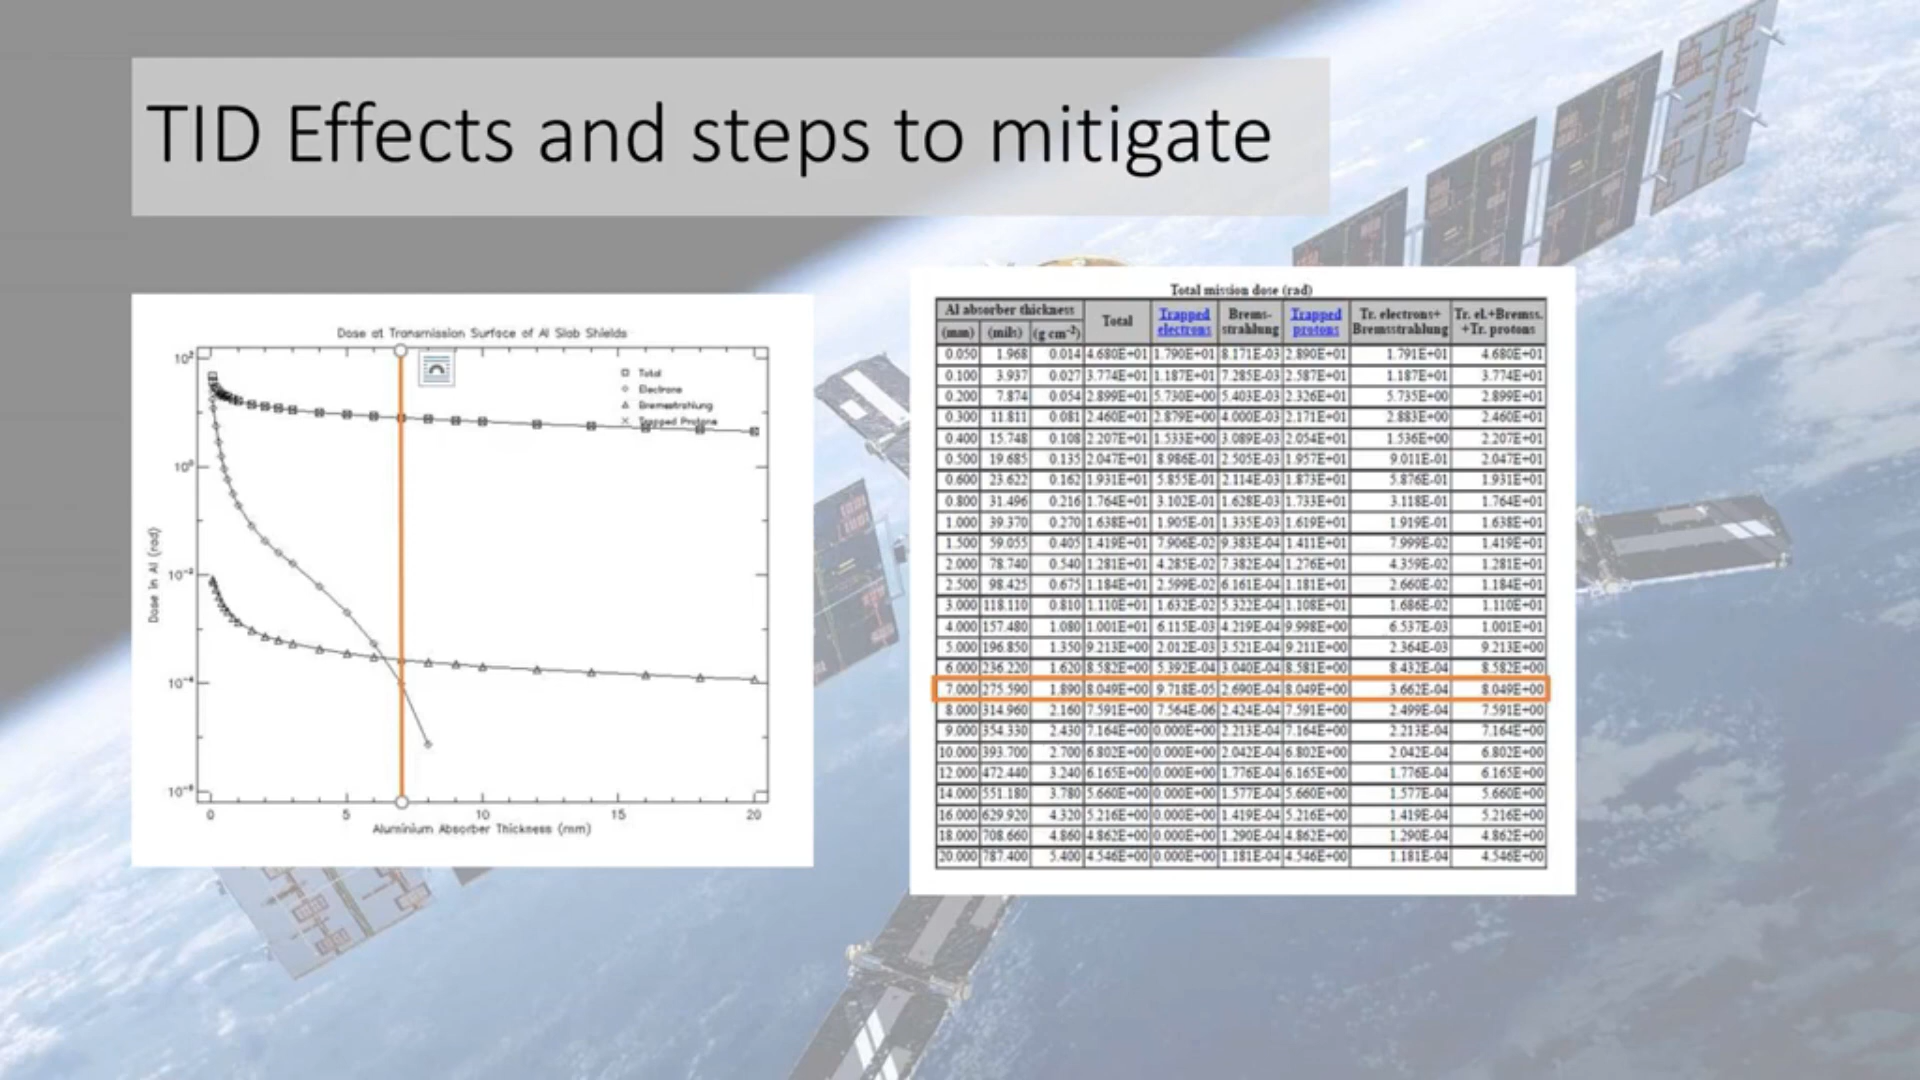 TID Effects and steps to mitigate
Dose at Transmission Surface of Al Slab Shields
Total
Electrons
Bremsstrahlung
Trapped Protons
Dose in Al (rad)
10²
10⁰
10⁻²
10⁻⁴
10⁻⁶
0 5 10 15 20
Aluminium Absorber Thickness (mm)
Total mission dose (rad)
Al absorber thickness Total Trapped electrons Brems-strahlung Trapped protons Tr. electrons+ Bremsstrahlung Tr. el.+Bremss. +Tr. protons
(mm) (mils) (g cm⁻²)
0.050 1.968 0.014 4.680E+01 1.790E+01 8.171E-03 2.890E+01 1.791E+01 4.680E+01
0.100 3.937 0.027 3.774E+01 1.187E+01 7.285E-03 2.587E+01 1.187E+01 3.774E+01
0.200 7.874 0.054 2.899E+01 5.730E+00 5.403E-03 2.326E+01 5.735E+00 2.899E+01
0.300 11.811 0.081 2.460E+01 2.879E+00 4.000E-03 2.171E+01 2.883E+00 2.460E+01
0.400 15.748 0.108 2.207E+01 1.533E+00 3.089E-03 2.054E+01 1.536E+00 2.207E+01
0.500 19.685 0.135 2.047E+01 8.986E-01 2.505E-03 1.957E+01 9.011E-01 2.047E+01
0.600 23.622 0.162 1.931E+01 5.855E-01 2.114E-03 1.873E+01 5.876E-01 1.931E+01
0.800 31.496 0.216 1.764E+01 3.102E-01 1.628E-03 1.733E+01 3.118E-01 1.764E+01
1.000 39.370 0.270 1.638E+01 1.905E-01 1.335E-03 1.619E+01 1.919E-01 1.638E+01
1.500 59.055 0.405 1.419E+01 7.906E-02 9.383E-04 1.411E+01 7.999E-02 1.419E+01
2.000 78.740 0.540 1.281E+01 4.285E-02 7.382E-04 1.276E+01 4.359E-02 1.281E+01
2.500 98.425 0.675 1.184E+01 2.599E-02 6.161E-04 1.181E+01 2.660E-02 1.184E+01
3.000 118.110 0.810 1.110E+01 1.632E-02 5.322E-04 1.108E+01 1.686E-02 1.110E+01
4.000 157.480 1.080 1.001E+01 6.115E-03 4.219E-04 9.998E+00 6.537E-03 1.001E+01
5.000 196.850 1.350 9.213E+00 2.012E-03 3.521E-04 9.211E+00 2.364E-03 9.213E+00
6.000 236.220 1.620 8.582E+00 5.392E-04 3.040E-04 8.581E+00 8.432E-04 8.582E+00
7.000 275.590 1.890 8.049E+00 9.718E-05 2.690E-04 8.049E+00 3.662E-04 8.049E+00
8.000 314.960 2.160 7.591E+00 7.564E-06 2.424E-04 7.591E+00 2.499E-04 7.591E+00
9.000 354.330 2.430 7.164E+00 0.000E+00 2.213E-04 7.164E+00 2.213E-04 7.164E+00
10.000 393.700 2.700 6.802E+00 0.000E+00 2.042E-04 6.802E+00 2.042E-04 6.802E+00
12.000 472.440 3.240 6.165E+00 0.000E+00 1.776E-04 6.165E+00 1.776E-04 6.165E+00
14.000 551.180 3.780 5.660E+00 0.000E+00 1.577E-04 5.660E+00 1.577E-04 5.660E+00
16.000 629.920 4.320 5.216E+00 0.000E+00 1.419E-04 5.216E+00 1.419E-04 5.216E+00
18.000 708.660 4.860 4.862E+00 0.000E+00 1.290E-04 4.862E+00 1.290E-04 4.862E+00
20.000 787.400 5.400 4.546E+00 0.000E+00 1.181E-04 4.546E+00 1.181E-04 4.546E+00